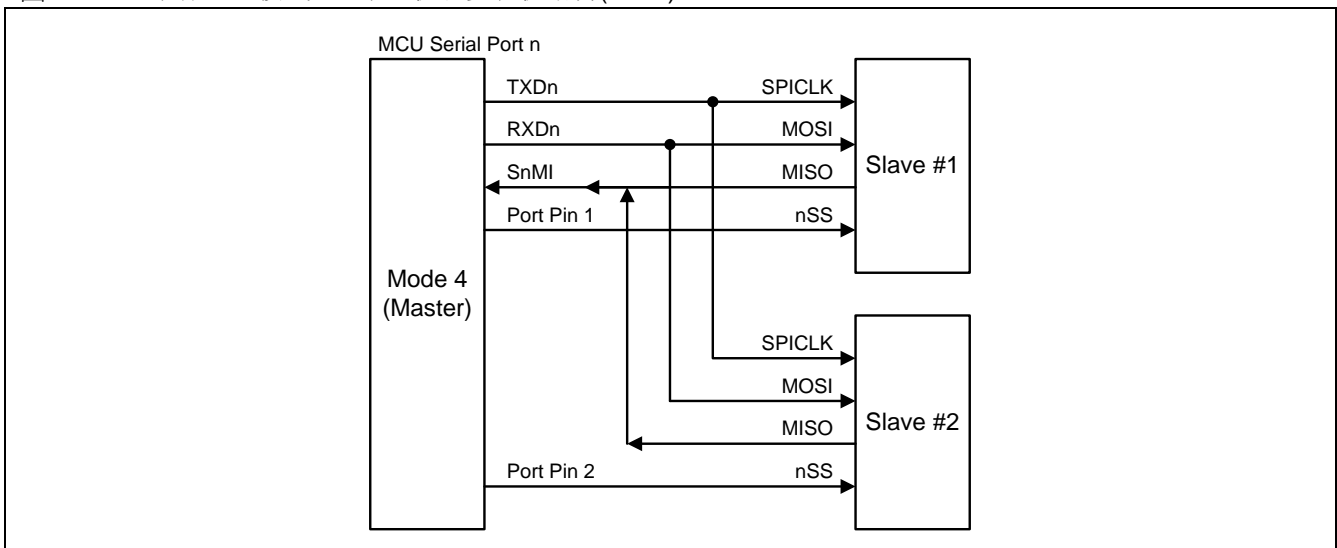 MCU Serial Port n
TXDn
SPICLK
RXDn
MOSI
SnMI
MISO
Port Pin 1
nSS
Slave #1
Mode 4
(Master)
SPICLK
MOSI
MISO
Port Pin 2
nSS
Slave #2